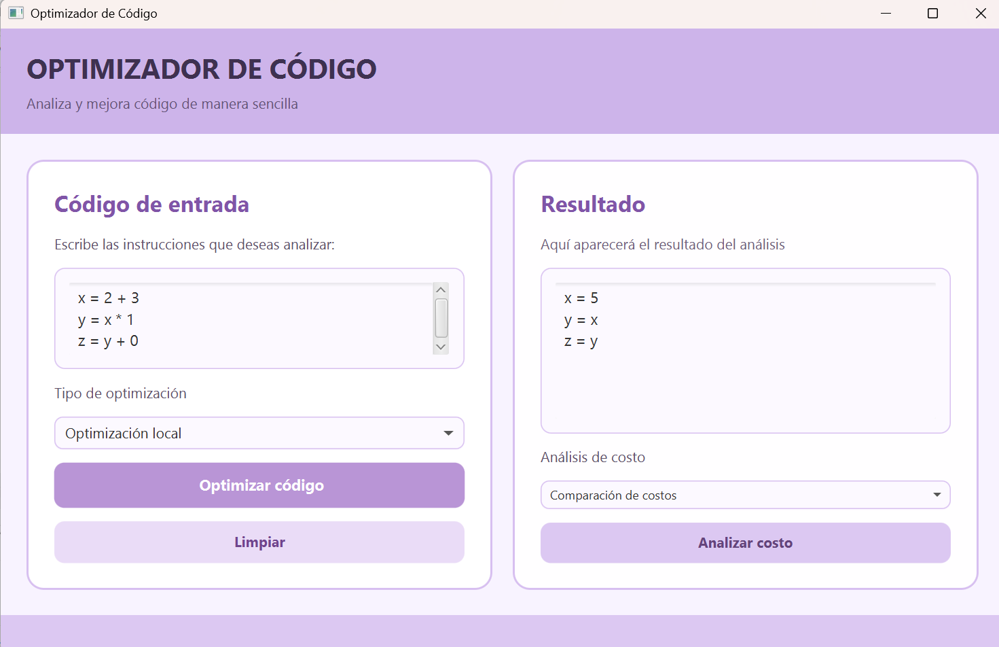 Optimizador de Código
OPTIMIZADOR DE CÓDIGO
Analiza y mejora código de manera sencilla
Código de entrada
Escribe las instrucciones que deseas analizar:
x = 2 + 3
y = x * 1
z = y + 0
Tipo de optimización
Optimización local
Optimizar código
Limpiar
Resultado
Aquí aparecerá el resultado del análisis
x = 5
y = x
z = y
Análisis de costo
Comparación de costos
Analizar costo